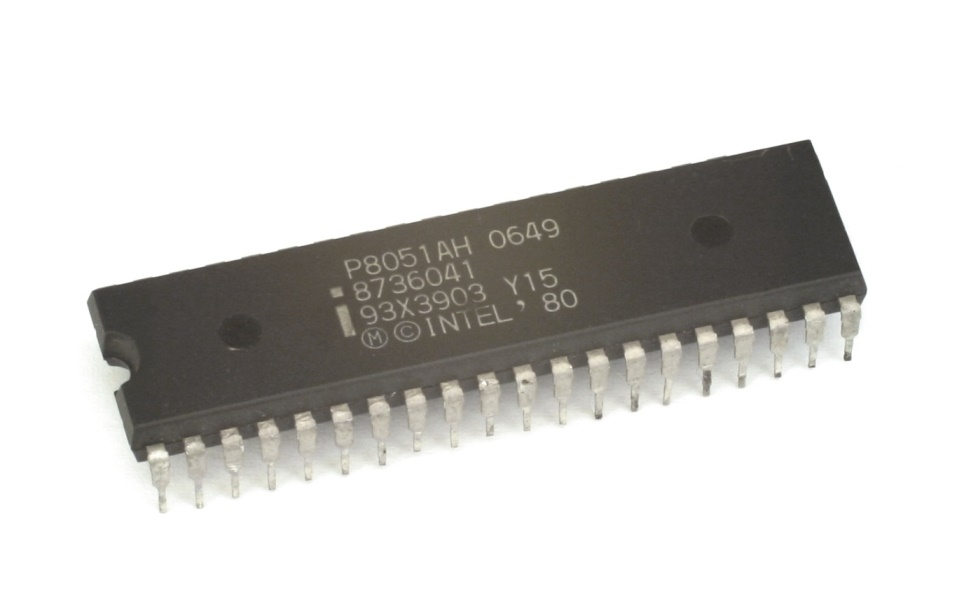 P8051AH 0649
8736041
93X3903 Y15
Ⓜ © INTEL '80